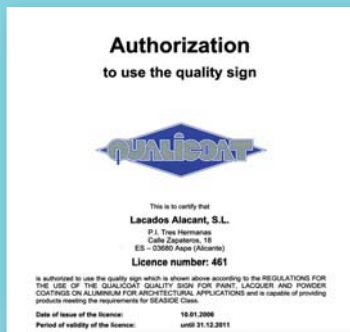 Authorization
to use the quality sign
QUALICOAT
This is to certify that
Lacados Alacant, S.L.
P.I. Tres Hermanas
Calle Zapateros, 18
ES – 03680 Aspe (Alicante)
Licence number: 461
is authorized to use the quality sign which is shown above according to the REGULATIONS FOR
THE USE OF THE QUALICOAT QUALITY SIGN FOR PAINT, LACQUER AND POWDER
COATINGS ON ALUMINIUM FOR ARCHITECTURAL APPLICATIONS and is capable of providing
products meeting the requirements for SEASIDE Class.
Date of issue of the licence: 10.01.2006
Period of validity of the licence: until 31.12.2011